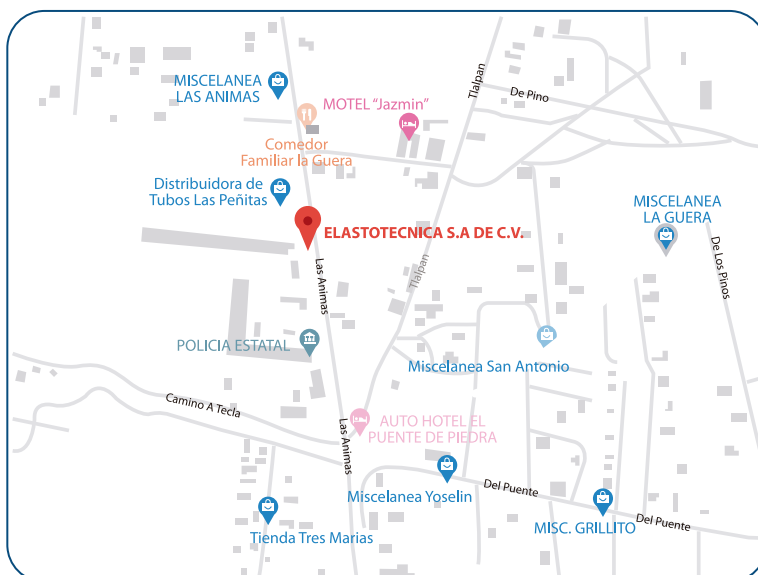 MISCELANEA
LAS ANIMAS
MOTEL "Jazmin"
Tlalpan
De Pino
Comedor
Familiar la Guera
Distribuidora de
Tubos Las Peñitas
MISCELANEA
LA GUERA
ELASTOTECNICA S.A DE C.V.
Las Animas
Tlalpan
De Los Pinos
POLICIA ESTATAL
Miscelanea San Antonio
Camino A Tecla
AUTO HOTEL EL
PUENTE DE PIEDRA
Las Animas
Miscelanea Yoselin
Del Puente
Tienda Tres Marias
MISC. GRILLITO
Del Puente